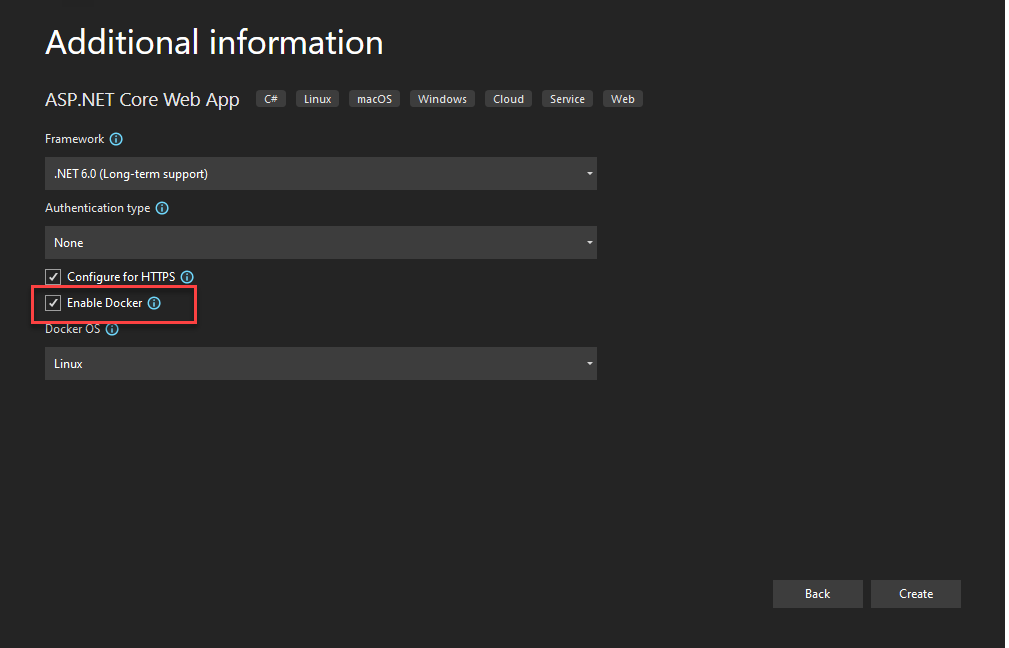 Additional information
ASP.NET Core Web App C# Linux macOS Windows Cloud Service Web
Framework
.NET 6.0 (Long-term support)
Authentication type
None
Configure for HTTPS
Enable Docker
Docker OS
Linux
Back Create